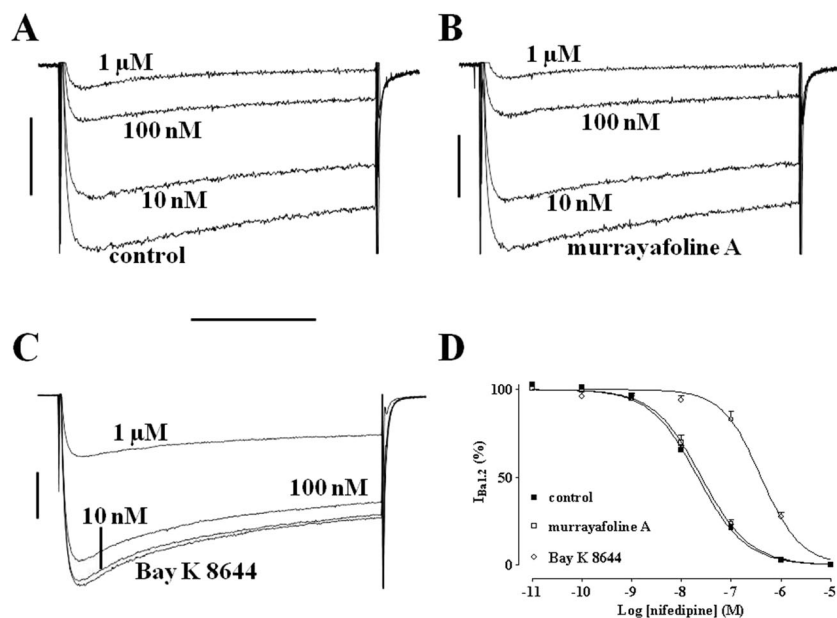 A
1 μM
100 nM
10 nM
control
B
1 μM
100 nM
10 nM
murrayafoline A
C
1 μM
100 nM
10 nM
Bay K 8644
D
100
50
0
I Ba1.2 (%)
control
murrayafoline A
Bay K 8644
-11 -10 -9 -8 -7 -6 -5
Log [nifedipine] (M)